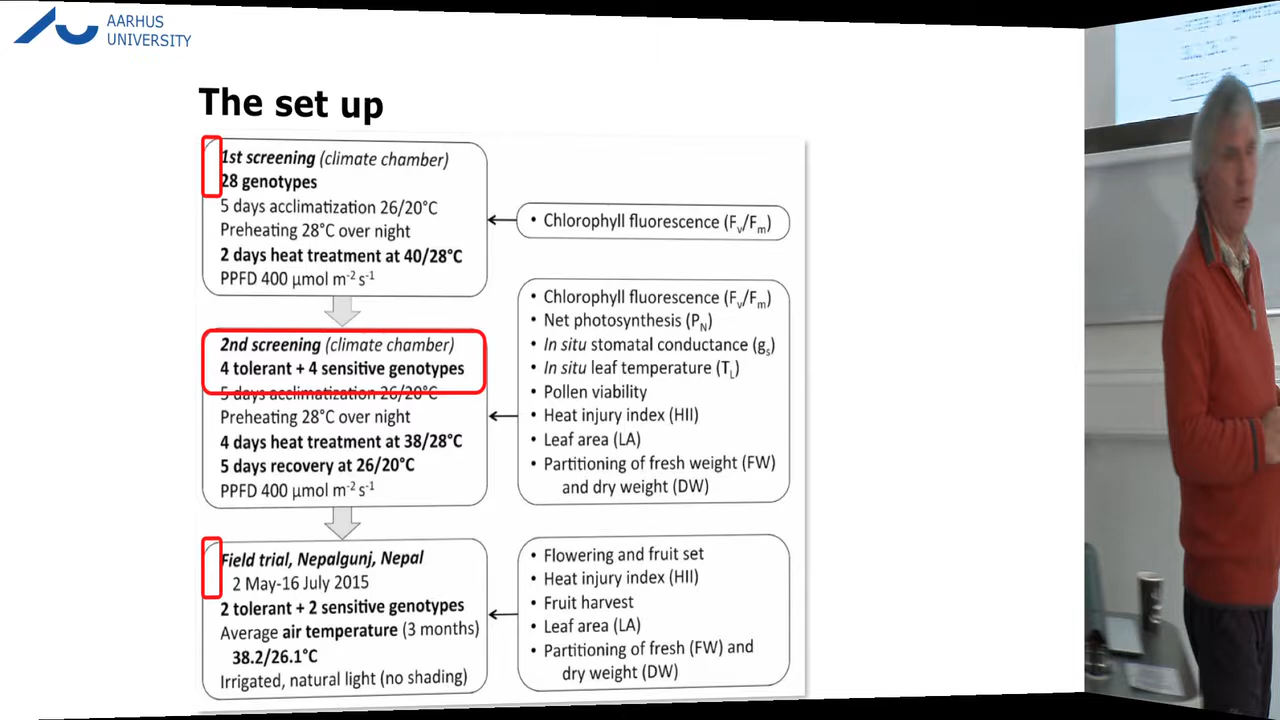 AARHUS
UNIVERSITY
The set up
1st screening (climate chamber)
28 genotypes
5 days acclimatization 26/20°C
Preheating 28°C over night
2 days heat treatment at 40/28°C
PPFD 400 µmol m⁻² s⁻¹
• Chlorophyll fluorescence (Fv/Fm)
2nd screening (climate chamber)
4 tolerant + 4 sensitive genotypes
5 days acclimatization 26/20°C
Preheating 28°C over night
4 days heat treatment at 38/28°C
5 days recovery at 26/20°C
PPFD 400 µmol m⁻² s⁻¹
• Chlorophyll fluorescence (Fv/Fm)
• Net photosynthesis (PN)
• In situ stomatal conductance (gs)
• In situ leaf temperature (TL)
• Pollen viability
• Heat injury index (HII)
• Leaf area (LA)
• Partitioning of fresh weight (FW)
and dry weight (DW)
Field trial, Nepalgunj, Nepal
2 May-16 July 2015
2 tolerant + 2 sensitive genotypes
Average air temperature (3 months)
38.2/26.1°C
Irrigated, natural light (no shading)
• Flowering and fruit set
• Heat injury index (HII)
• Fruit harvest
• Leaf area (LA)
• Partitioning of fresh (FW) and
dry weight (DW)